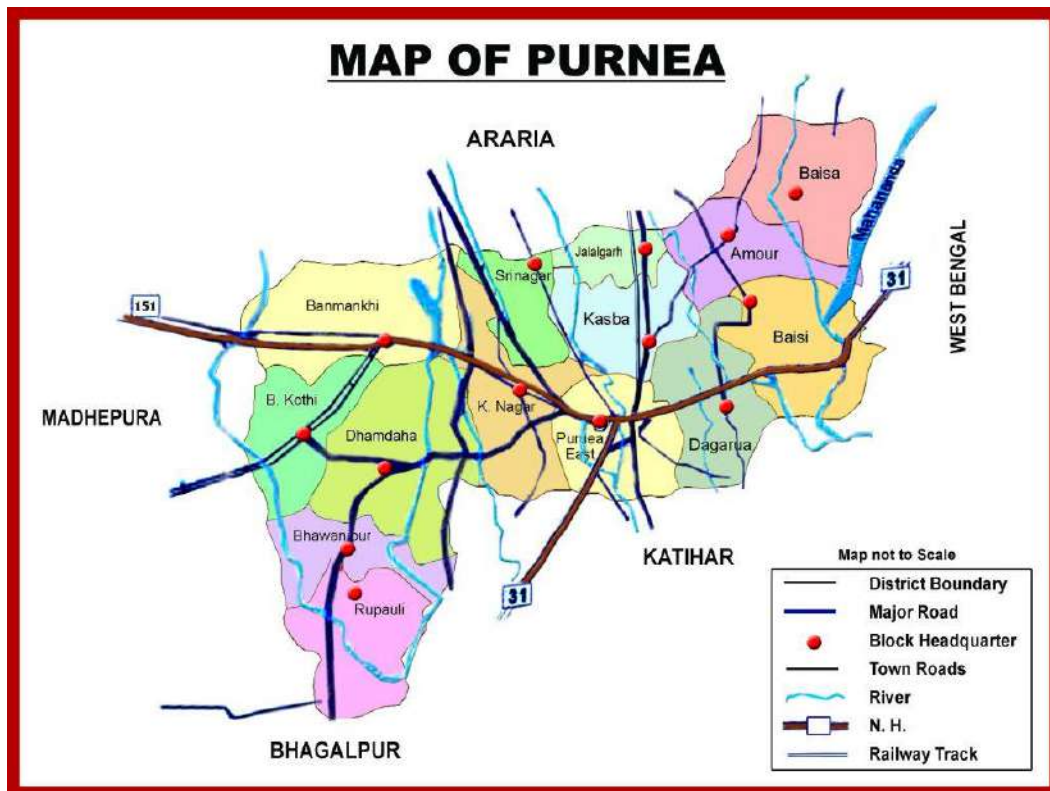 MAP OF PURNEA
ARARIA
Baisa
Mahananda
Amour
WEST BENGAL
31
Jalalgarh
Srinagar
Kasba
Banmankhi
151
Baisi
MADHEPURA
B. Kothi
K. Nagar
Dhamdaha
Purnea
East
Dagarua
Bhawanipur
Rupauli
31
KATIHAR
BHAGALPUR
Map not to Scale
District Boundary
Major Road
Block Headquarter
Town Roads
River
N. H.
Railway Track